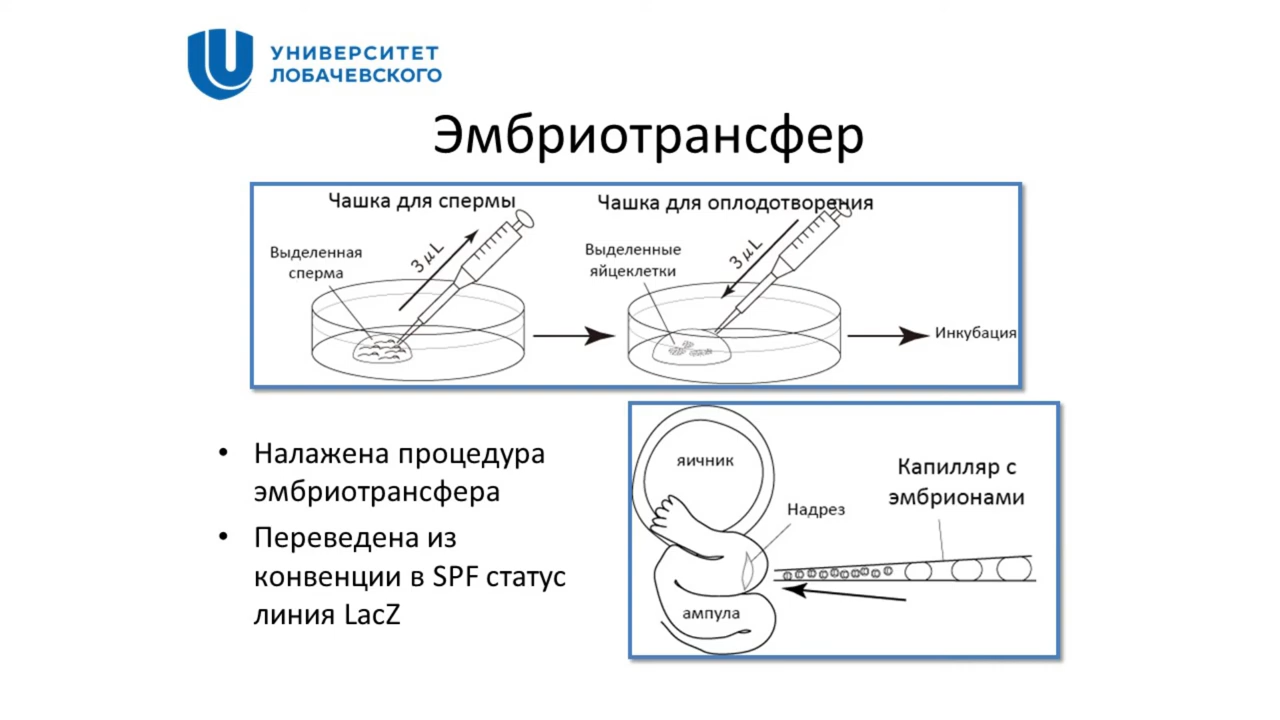 УНИВЕРСИТЕТ
ЛОБАЧЕВСКОГО
Эмбриотрансфер
Чашка для спермы
Чашка для оплодотворения
Выделенная
сперма
3 μL
Выделенные
яйцеклетки
3 μL
Инкубация
• Налажена процедура
эмбриотрансфера
• Переведена из
конвенции в SPF статус
линия LacZ
яичник
Надрез
Капилляр с
эмбрионами
ампула